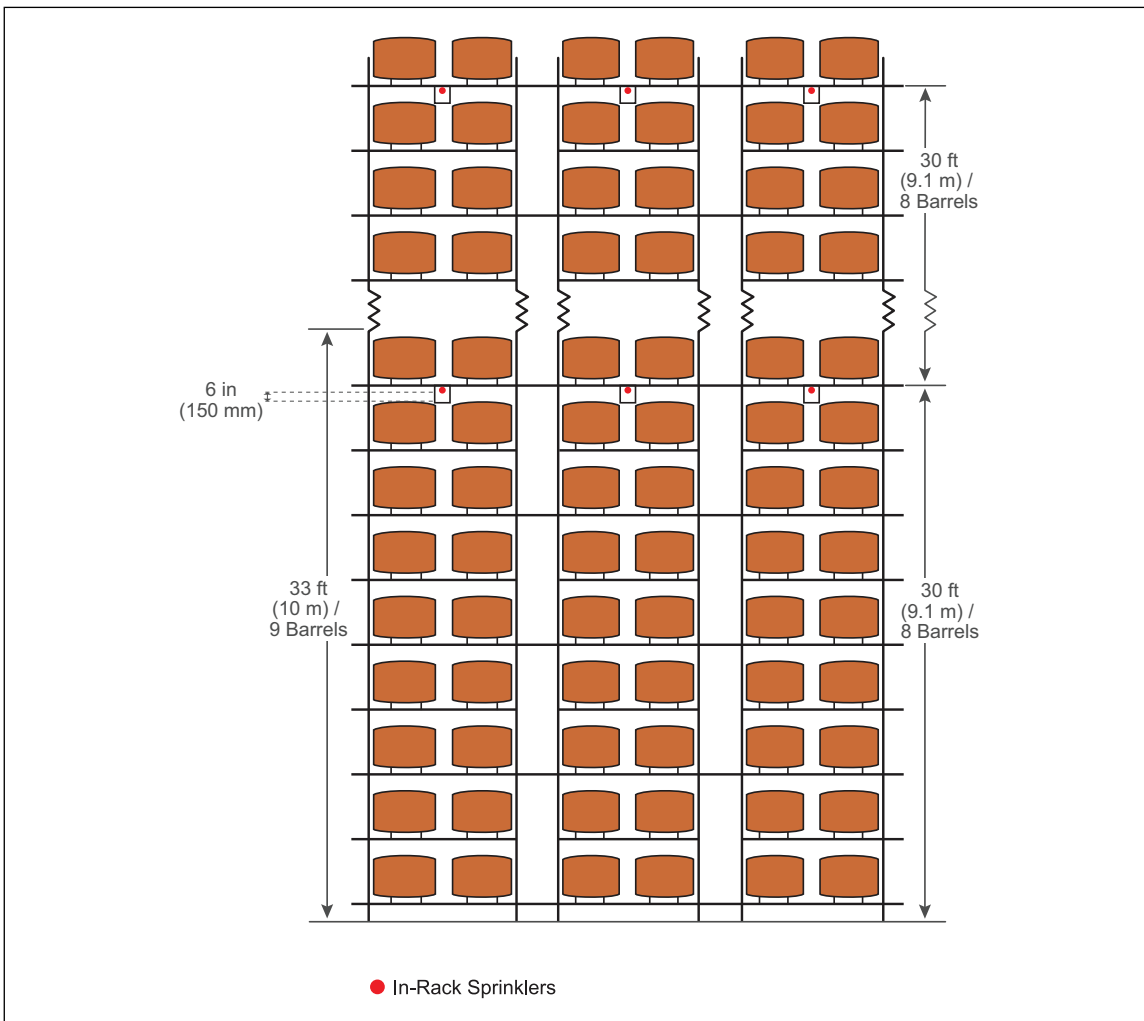 30 ft
(9.1 m) /
8 Barrels
6 in
(150 mm)
33 ft
(10 m) /
9 Barrels
30 ft
(9.1 m) /
8 Barrels
In-Rack Sprinklers